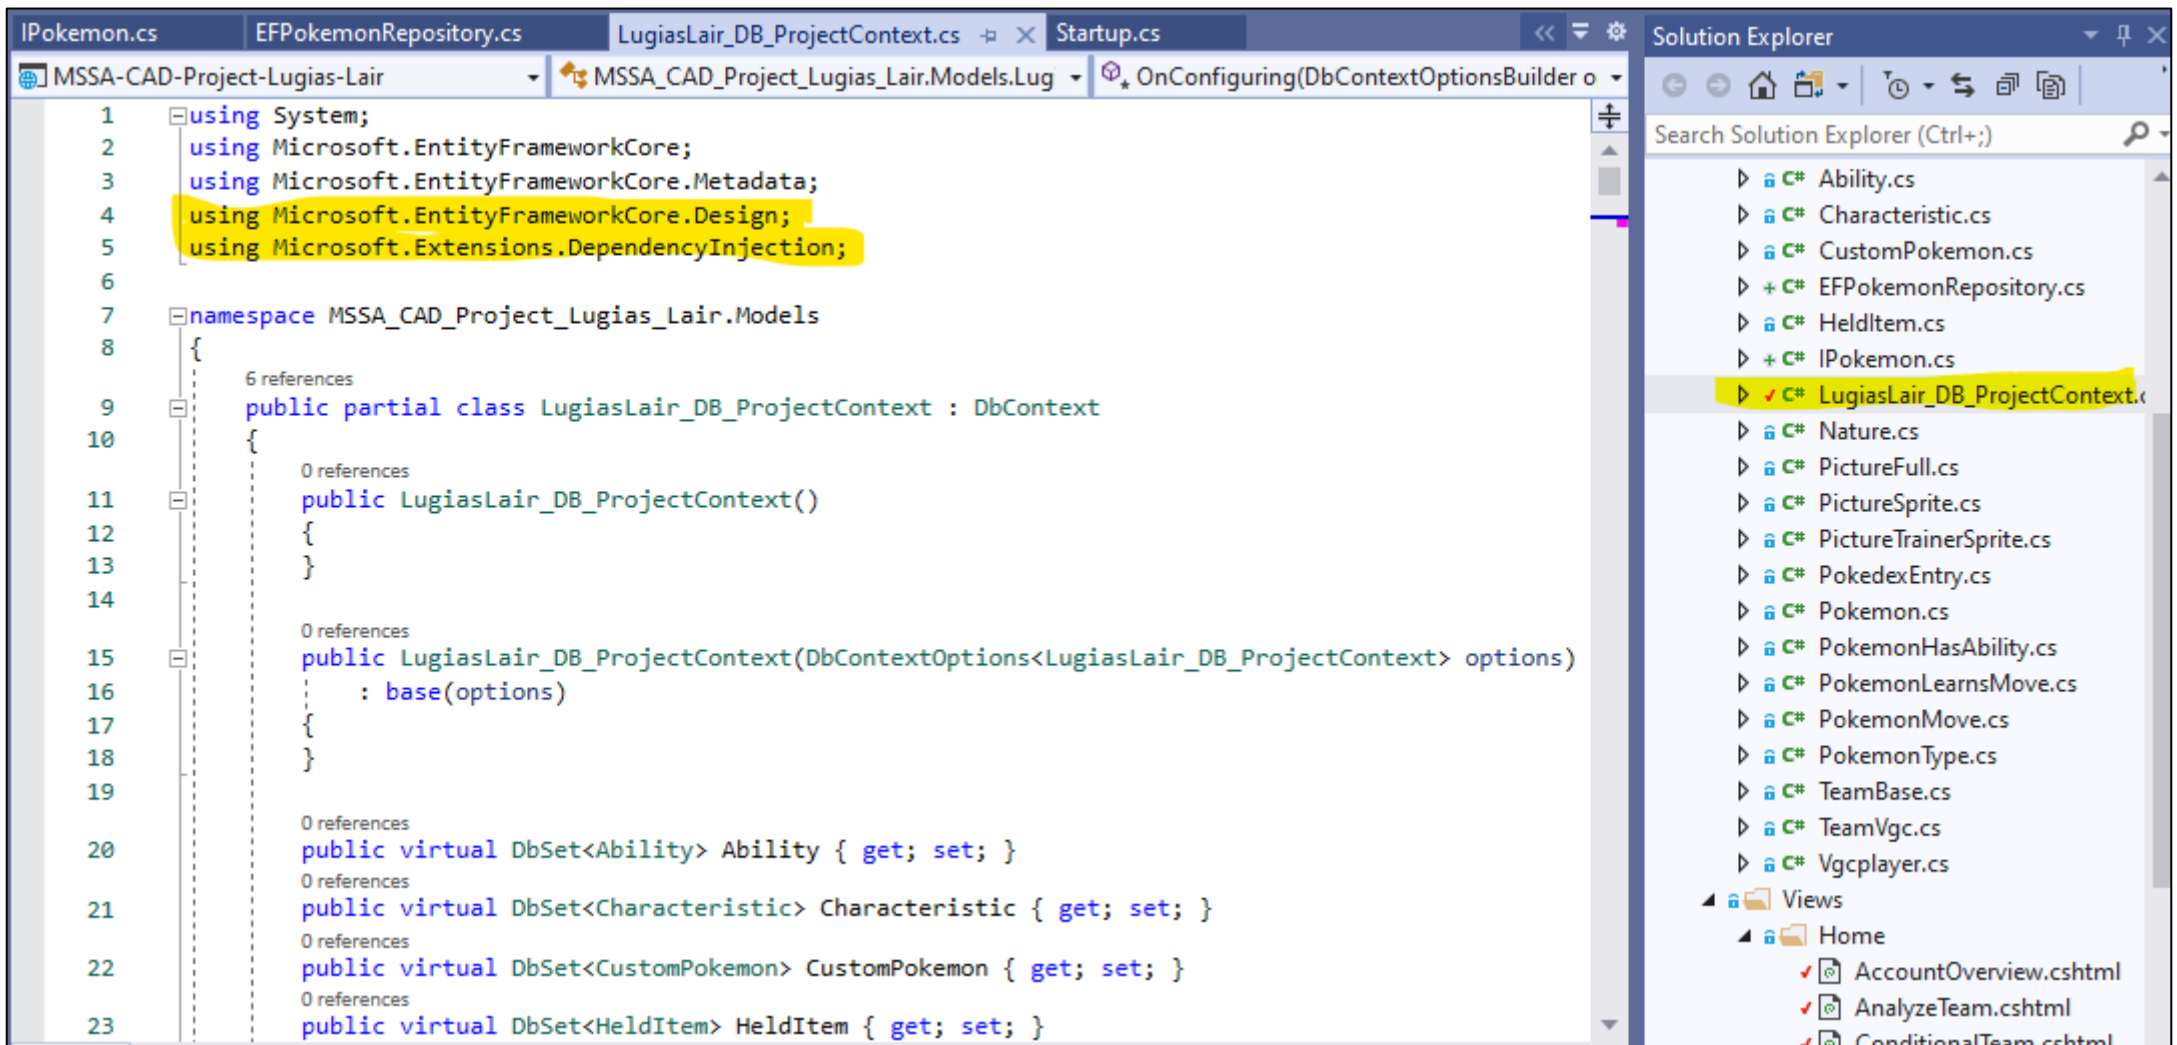 IPokemon.cs
EFPokemonRepository.cs
LugiasLair_DB_ProjectContext.cs
Startup.cs
MSSA-CAD-Project-Lugias-Lair
MSSA_CAD_Project_Lugias_Lair.Models.Lug
OnConfiguring(DbContextOptionsBuilder o
1 using System;
2 using Microsoft.EntityFrameworkCore;
3 using Microsoft.EntityFrameworkCore.Metadata;
4 using Microsoft.EntityFrameworkCore.Design;
5 using Microsoft.Extensions.DependencyInjection;
6
7 namespace MSSA_CAD_Project_Lugias_Lair.Models
8 {
6 references
9 public partial class LugiasLair_DB_ProjectContext : DbContext
10 {
0 references
11 public LugiasLair_DB_ProjectContext()
12 {
13 }
14
0 references
15 public LugiasLair_DB_ProjectContext(DbContextOptions<LugiasLair_DB_ProjectContext> options)
16 : base(options)
17 {
18 }
19
0 references
20 public virtual DbSet<Ability> Ability { get; set; }
0 references
21 public virtual DbSet<Characteristic> Characteristic { get; set; }
0 references
22 public virtual DbSet<CustomPokemon> CustomPokemon { get; set; }
0 references
23 public virtual DbSet<HeldItem> HeldItem { get; set; }
Solution Explorer
Search Solution Explorer (Ctrl+;)
C# Ability.cs
C# Characteristic.cs
C# CustomPokemon.cs
+ C# EFPokemonRepository.cs
C# HeldItem.cs
+ C# IPokemon.cs
C# LugiasLair_DB_ProjectContext.c
C# Nature.cs
C# PictureFull.cs
C# PictureSprite.cs
C# PictureTrainerSprite.cs
C# PokedexEntry.cs
C# Pokemon.cs
C# PokemonHasAbility.cs
C# PokemonLearnsMove.cs
C# PokemonMove.cs
C# PokemonType.cs
C# TeamBase.cs
C# TeamVgc.cs
C# Vgcplayer.cs
Views
Home
AccountOverview.cshtml
AnalyzeTeam.cshtml
ConditionalTeam.cshtml